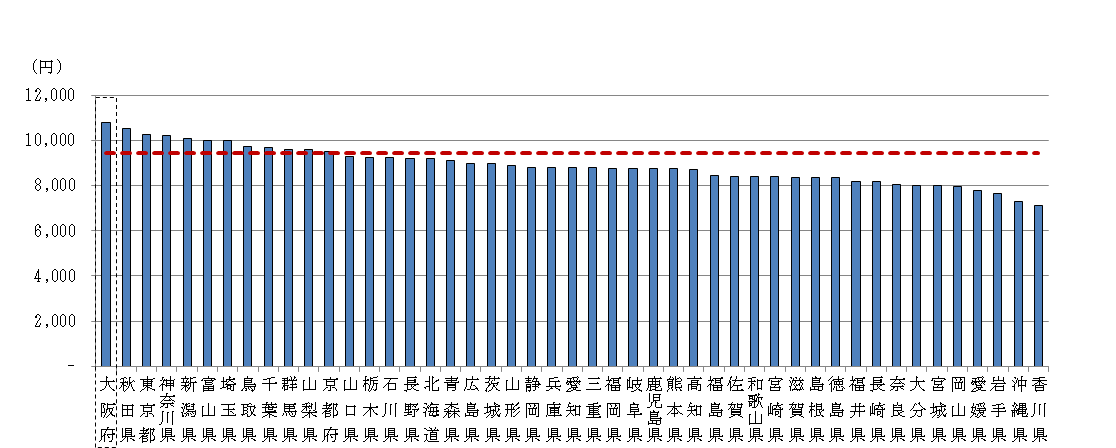 （円）
12,000
10,000
8,000
6,000
4,000
2,000
-
大阪府
秋田県
東京都
神奈川県
新潟県
富山県
埼玉県
鳥取県
千葉県
群馬県
山梨県
京都府
山口県
栃木県
石川県
長野県
北海道
青森県
広島県
茨城県
山形県
静岡県
兵庫県
愛知県
三重県
福岡県
岐阜県
鹿児島県
熊本県
高知県
福島県
佐賀県
和歌山県
宮崎県
滋賀県
島根県
徳島県
福井県
長崎県
奈良県
大分県
宮城県
岡山県
愛媛県
岩手県
沖縄県
香川県